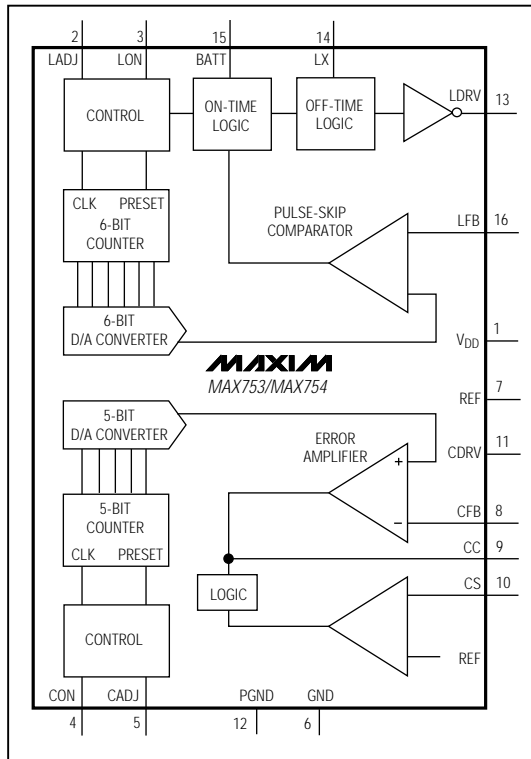 2 3 15 14
LADJ LON BATT LX
LDRV
13
CONTROL
ON-TIME
LOGIC
OFF-TIME
LOGIC
CLK PRESET
6-BIT
COUNTER
PULSE-SKIP
COMPARATOR
LFB 16
6-BIT
D/A CONVERTER
1
VDD
MAXIM
MAX753/MAX754
7
REF
5-BIT
D/A CONVERTER
ERROR
AMPLIFIER
11
CDRV
+
−
5-BIT
COUNTER
CLK PRESET
CFB 8
CC 9
CS 10
LOGIC
CONTROL
REF
CON CADJ PGND GND
4 5 12 6